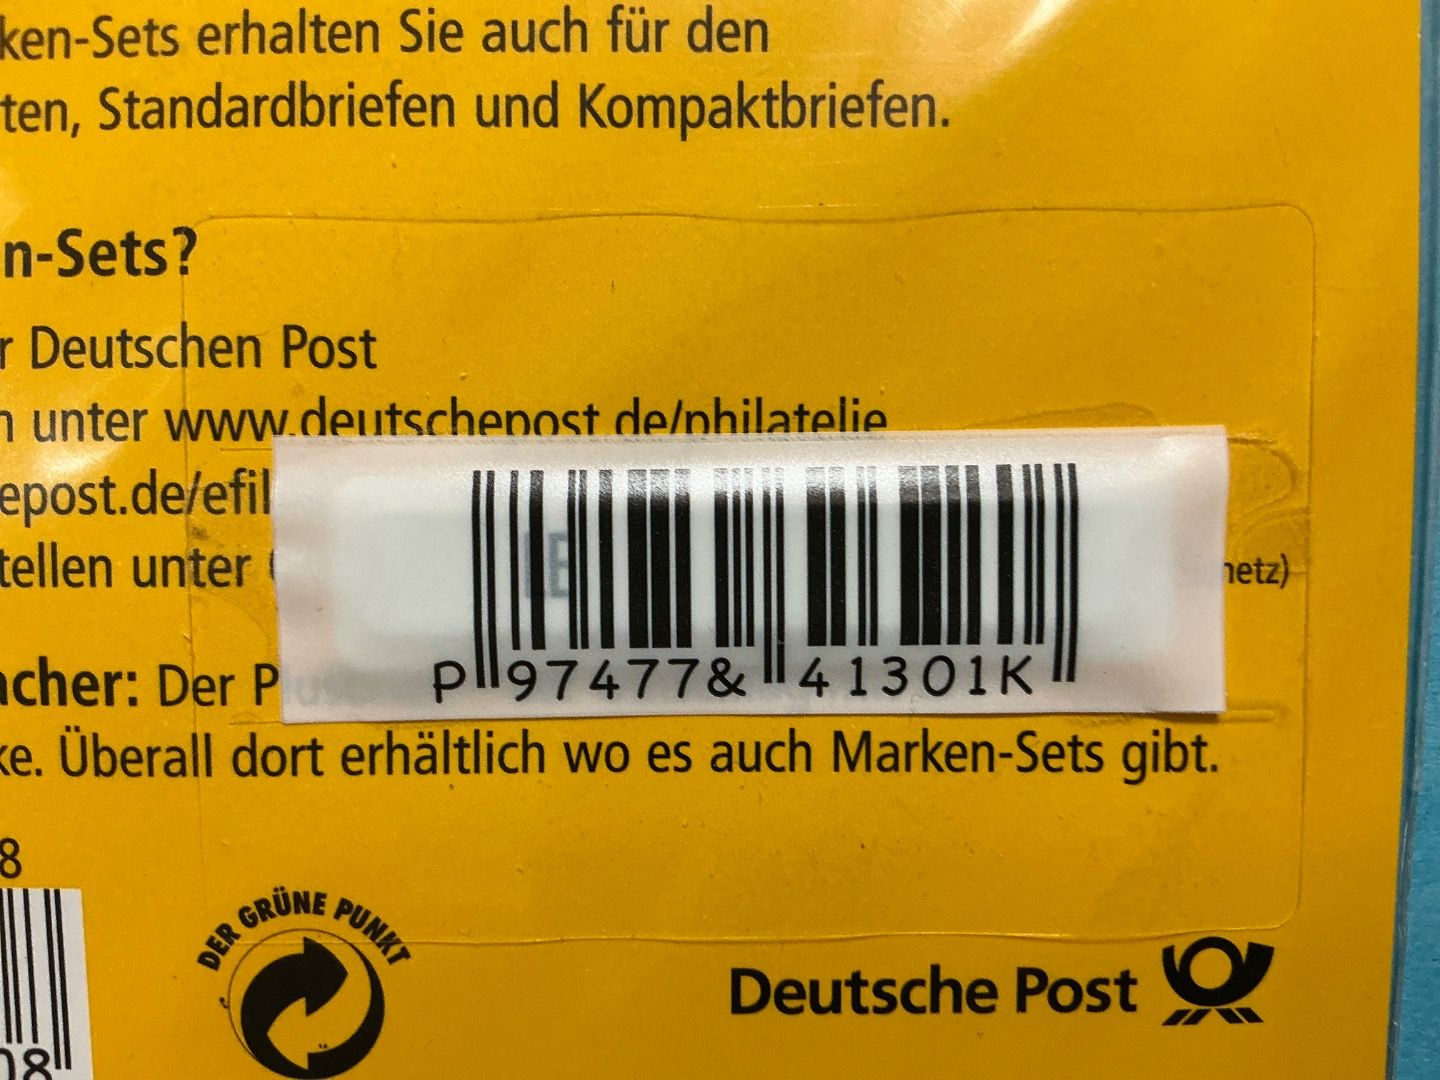 ken-Sets erhalten Sie auch für den
ten, Standardbriefen und Kompaktbriefen.
n-Sets?
r Deutschen Post
n unter www.deutschepost.de/philatelie
epost.de/efil
tellen unter
netz)
P 97477& 41301K
acher: Der P
ke. Überall dort erhältlich wo es auch Marken-Sets gibt.
8
08
DER GRÜNE PUNKT
Deutsche Post